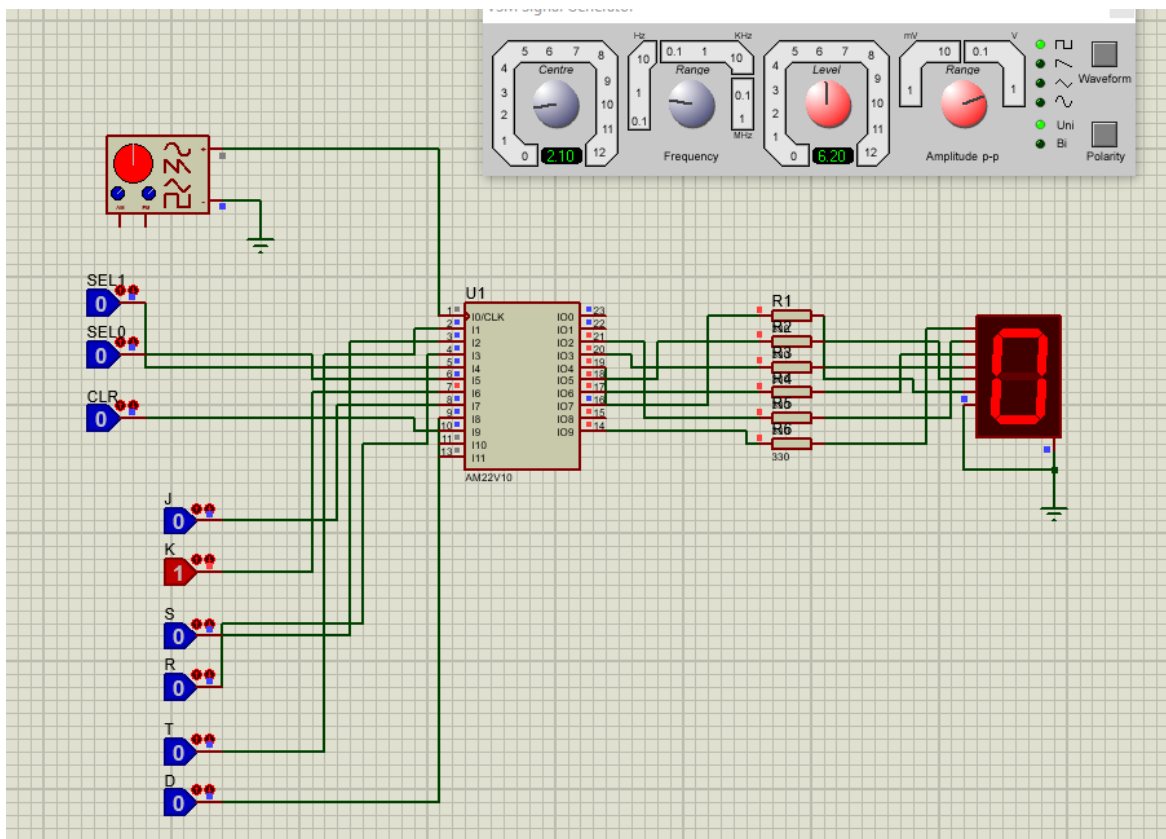 VSM Signal Generator
Hz KHz mV V
5 6 7 8 0.1 1 5 6 7 8 10 0.1
4 Centre 10 Range 10 4 Level Range
3 9 3 9 Waveform
2 10 1 0.1 2 10 1 1
1 11 0.1 1 1 11 Uni
0 2.10 12 MHz 0 6.20 12 Bi
Frequency Amplitude p-p Polarity
+
-
AM FM
SEL1
0
SEL0
0
CLR
0
J
0
K
1
S
0
R
0
T
0
D
0
U1
1 I0/CLK IO0 23
2 I1 IO1 22
3 I2 IO2 21
4 I3 IO3 20
5 I4 IO4 19
6 I5 IO5 18
7 I6 IO6 17
8 I7 IO7 16
9 I8 IO8 15
10 I9 IO9 14
11 I10
13 I11
AM22V10
R1
R2
R3
R4
R5
R6
330
0